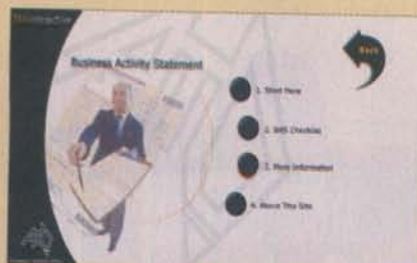 Back
Business Activity Statement
1. Start Here
2. BAS Checklist
3. More Information
4. About This Site